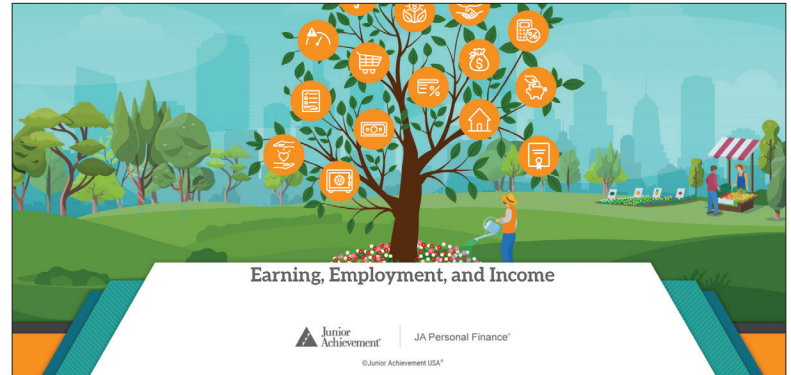 Earning, Employment, and Income
Junior
Achievement®
JA Personal Finance®
©Junior Achievement USA®